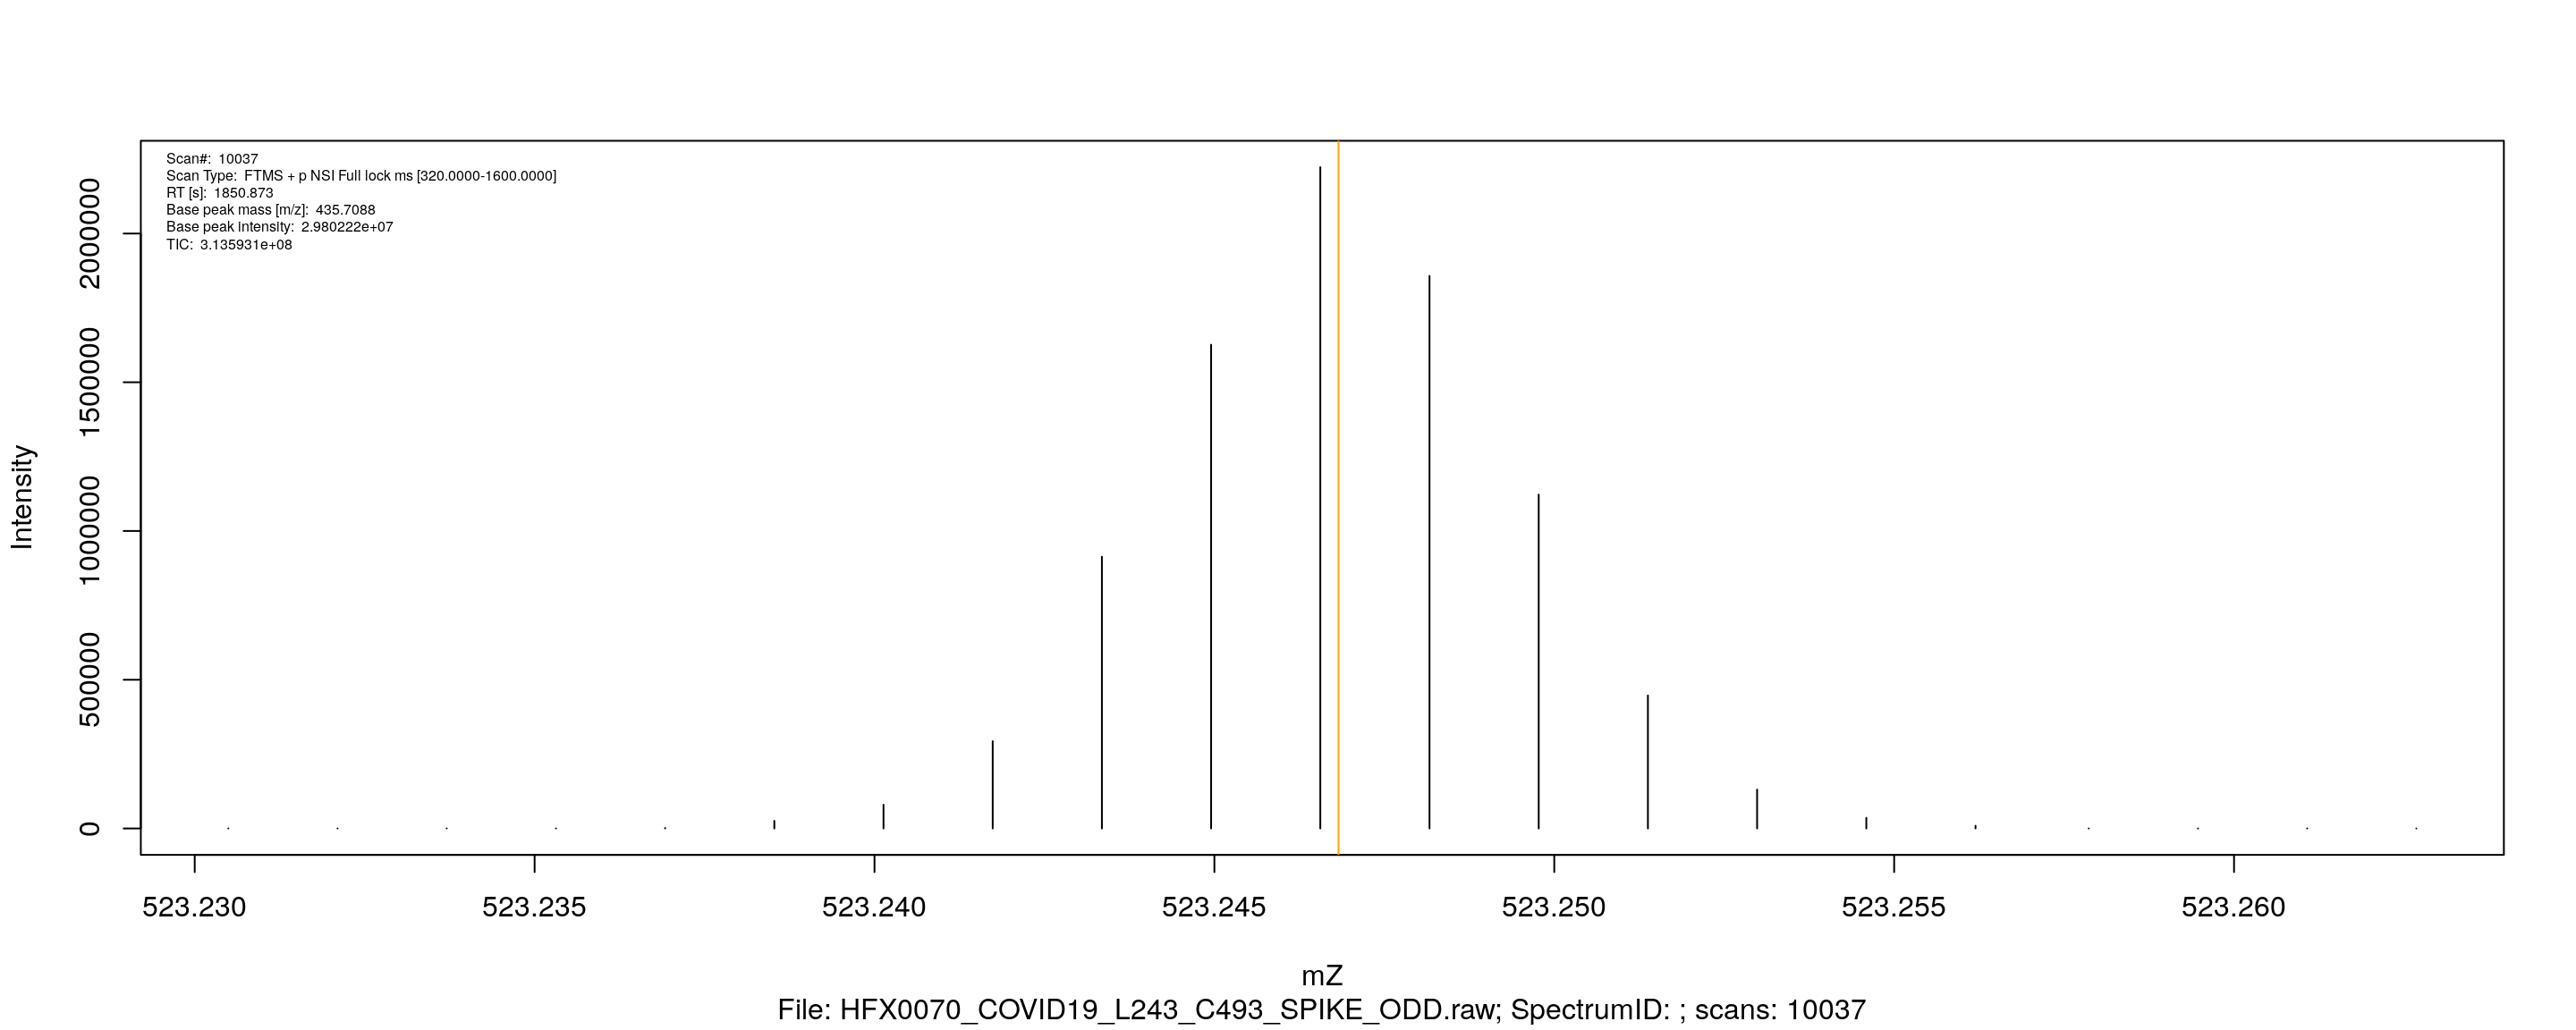 Scan#: 10037
Scan Type: FTMS + p NSI Full lock ms [320.0000-1600.0000]
RT [s]: 1850.873
Base peak mass [m/z]: 435.7088
Base peak intensity: 2.980222e+07
TIC: 3.135931e+08
Intensity
2000000
1500000
1000000
500000
0
523.230 523.235 523.240 523.245 523.250 523.255 523.260
mZ
File: HFX0070_COVID19_L243_C493_SPIKE_ODD.raw; SpectrumID: ; scans: 10037